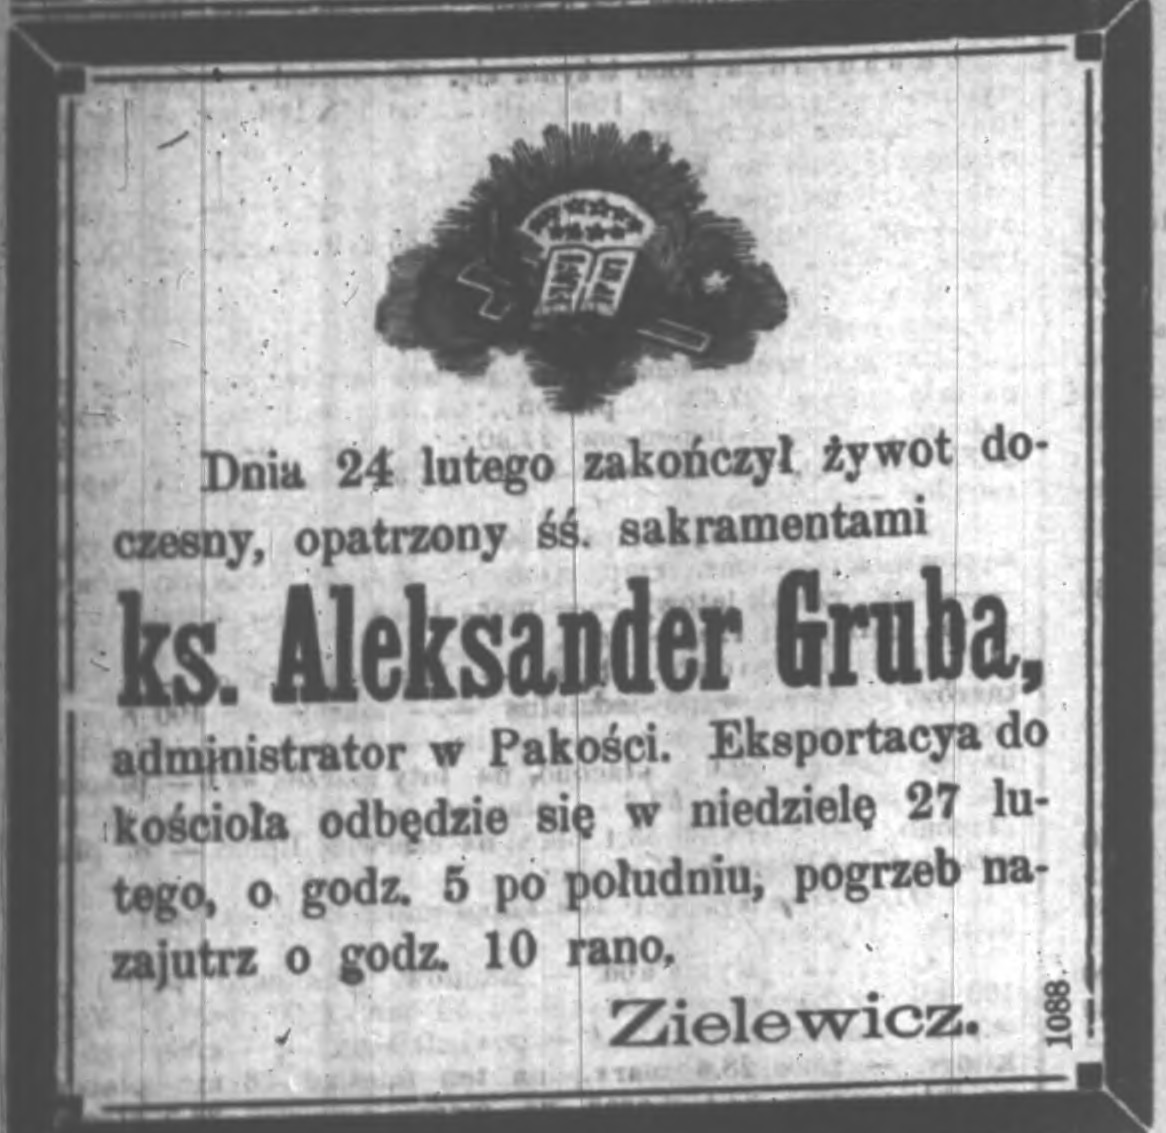 Dnia 24 lutego zakończył żywot do-
czesny, opatrzony śś. sakramentami
ks. Aleksander Gruba,
administrator w Pakości. Eksportacya do
kościoła odbędzie się w niedzielę 27 lu-
tego, o godz. 5 po południu, pogrzeb na-
zajutrz o godz. 10 rano,
Zielewicz.
1088.